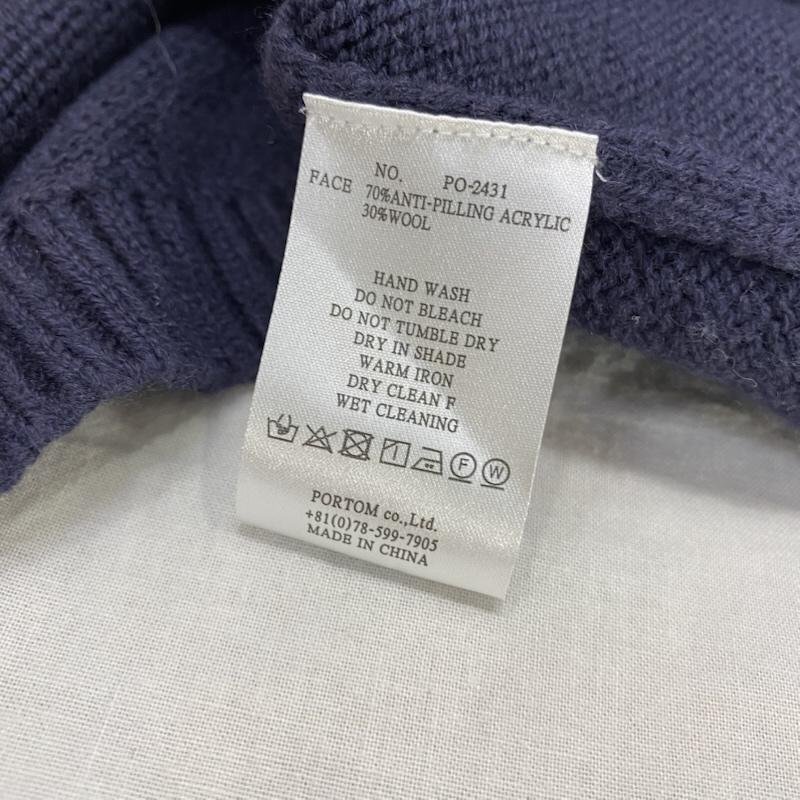 NO. PO-2431
FACE 70%ANTI-PILLING ACRYLIC
30%WOOL
HAND WASH
DO NOT BLEACH
DO NOT TUMBLE DRY
DRY IN SHADE
WARM IRON
DRY CLEAN F
WET CLEANING
F W
PORTOM co.,Ltd.
+81(0)78-599-7905
MADE IN CHINA